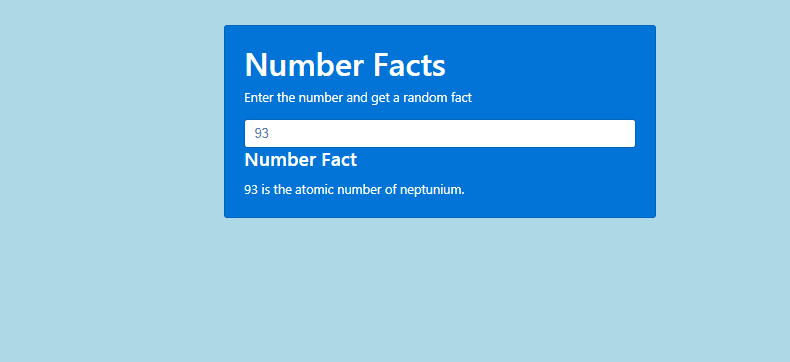 Number Facts
Enter the number and get a random fact
93
Number Fact
93 is the atomic number of neptunium.